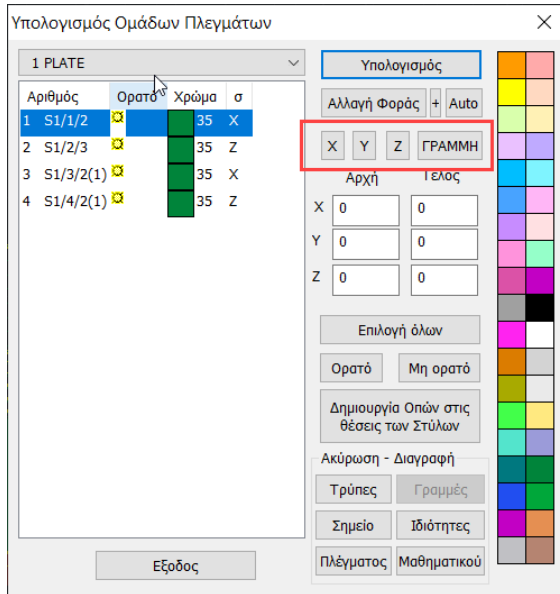 Υπολογισμός Ομάδων Πλεγμάτων
1 PLATE
Αριθμός Ορατό Χρώμα σ
1 S1/1/2 35 X
2 S1/2/3 35 Z
3 S1/3/2(1) 35 X
4 S1/4/2(1) 35 Z
Εξοδος
Υπολογισμός
Αλλαγή Φοράς + Auto
X Y Z ΓΡΑΜΜΗ
Αρχή Τέλος
X 0 0
Y 0 0
Z 0 0
Επιλογή όλων
Ορατό Μη ορατό
Δημιουργία Οπών στις
θέσεις των Στύλων
Ακύρωση - Διαγραφή
Τρύπες Γραμμές
Σημείο Ιδιότητες
Πλέγματος Μαθηματικού